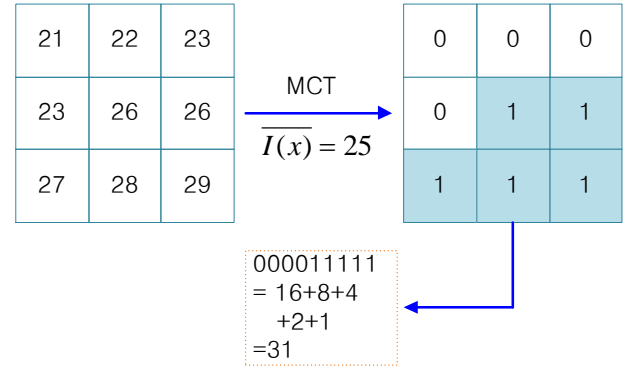 21 22 23
23 26 26
27 28 29
MCT
I(x) = 25
0 0 0
0 1 1
1 1 1
000011111
= 16+8+4
+2+1
=31